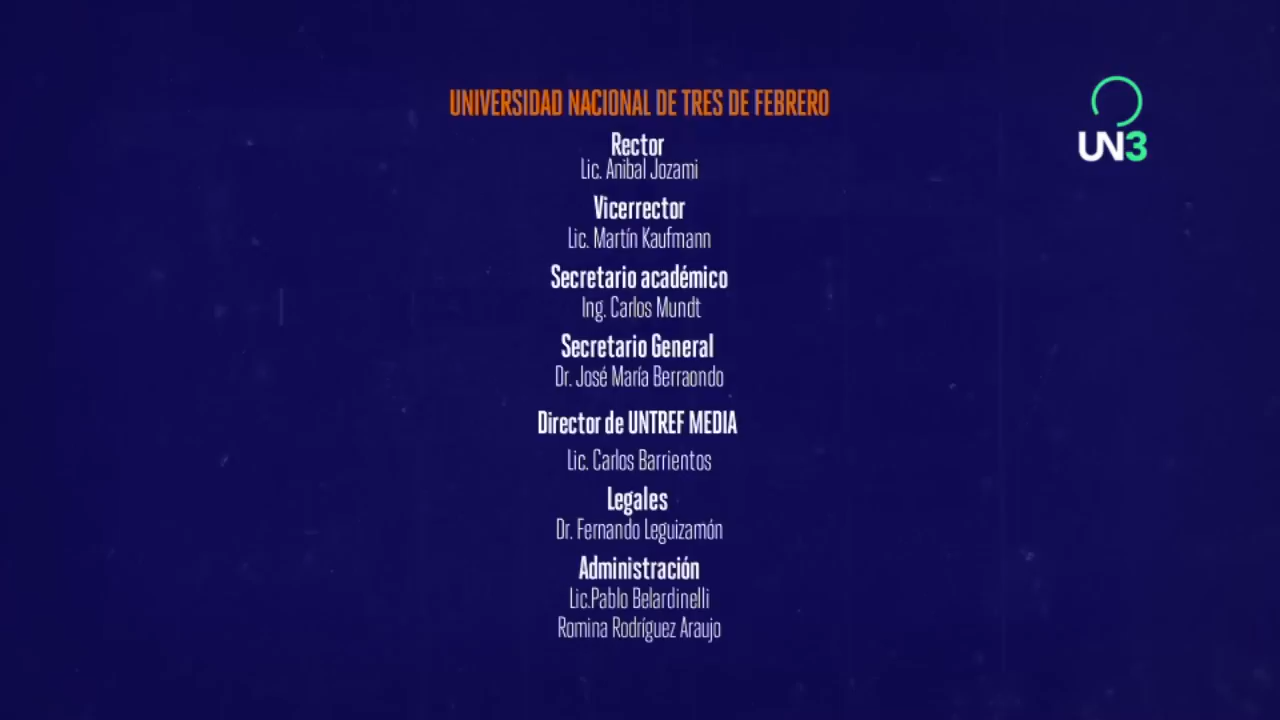 UNIVERSIDAD NACIONAL DE TRES DE FEBRERO
UN3
Rector
Lic. Anibal Jozami
Vicerrector
Lic. Martín Kaufmann
Secretario académico
Ing. Carlos Mundt
Secretario General
Dr. José María Berraondo
Director de UNTREF MEDIA
Lic. Carlos Barrientos
Legales
Dr. Fernando Leguizamón
Administración
Lic.Pablo Belardinelli
Romina Rodríguez Araujo